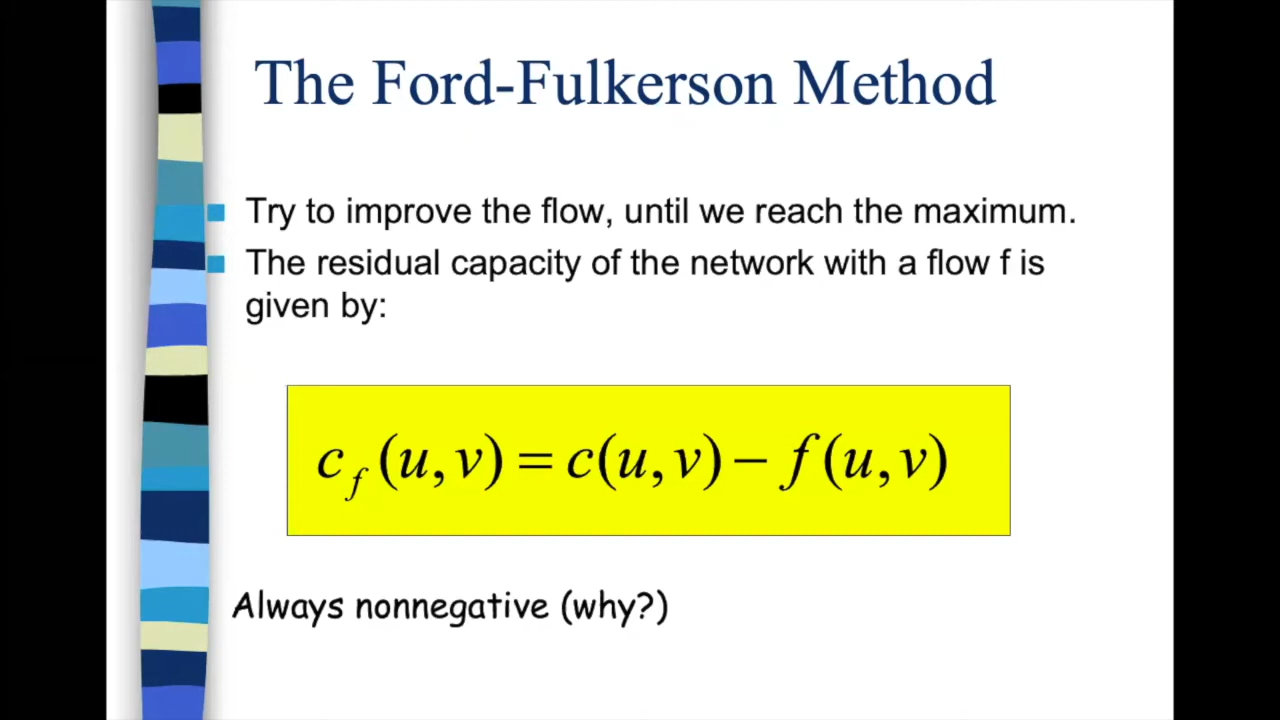 The Ford-Fulkerson Method
Try to improve the flow, until we reach the maximum.
The residual capacity of the network with a flow f is
given by:
c_f (u,v) = c(u,v) − f(u,v)
Always nonnegative (why?)